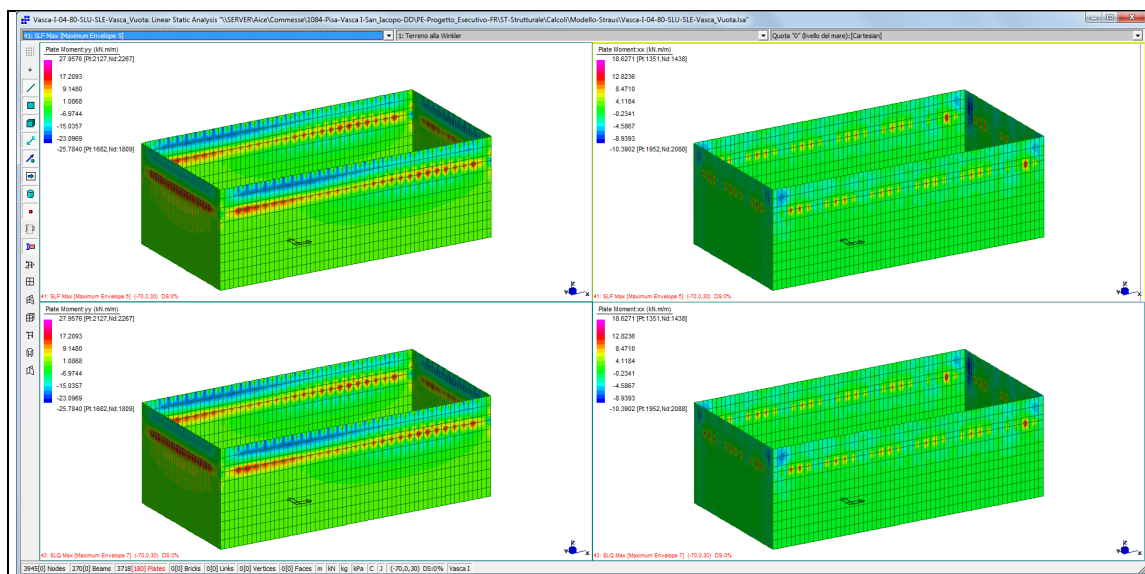 Vasca-I-04-80-SLU-SLE-Vasca_Vuota: Linear Static Analysis "\\SERVER\Aice\Commesse\1084-Pisa-Vasca I-San_Jacopo-DD\PE-Progetto_Esecutivo-FR\ST-Strutturale\Calcoli\Modello-Straus\Vasca-I-04-80-SLU-SLE-Vasca_Vuota.lsa"
41: SLF Max [Maximum Envelope 5]
1: Terreno alla Winkler
Quota "0" (livello del mare):[Cartesian]
Plate Moment:yy (kN.m/m)
27.9576 [Pt:2127,Nd:2267]
17.2093
9.1480
1.0868
-6.9744
-15.0357
-23.0969
-25.7840 [Pt:1682,Nd:1809]
41: SLF Max [Maximum Envelope 5] (-70,0,30) DS:0%
Plate Moment:xx (kN.m/m)
18.6271 [Pt:1351,Nd:1438]
12.8236
8.4710
4.1184
-0.2341
-4.5867
-8.9393
-10.3902 [Pt:1952,Nd:2088]
41: SLF Max [Maximum Envelope 5] (-70,0,30) DS:0%
Plate Moment:yy (kN.m/m)
27.9576 [Pt:2127,Nd:2267]
17.2093
9.1480
1.0868
-6.9744
-15.0357
-23.0969
-25.7840 [Pt:1682,Nd:1809]
43: SLQ Max [Maximum Envelope 7] (-70,0,30) DS:0%
Plate Moment:xx (kN.m/m)
18.6271 [Pt:1351,Nd:1438]
12.8236
8.4710
4.1184
-0.2341
-4.5867
-8.9393
-10.3902 [Pt:1952,Nd:2088]
43: SLQ Max [Maximum Envelope 7] (-70,0,30) DS:0%
3945[0] Nodes 270[0] Beams 3718[180] Plates 0[0] Bricks 0[0] Links 0[0] Vertices 0[0] Faces m kN kg kPa C J (-70,0,30) DS:0% Vasca I